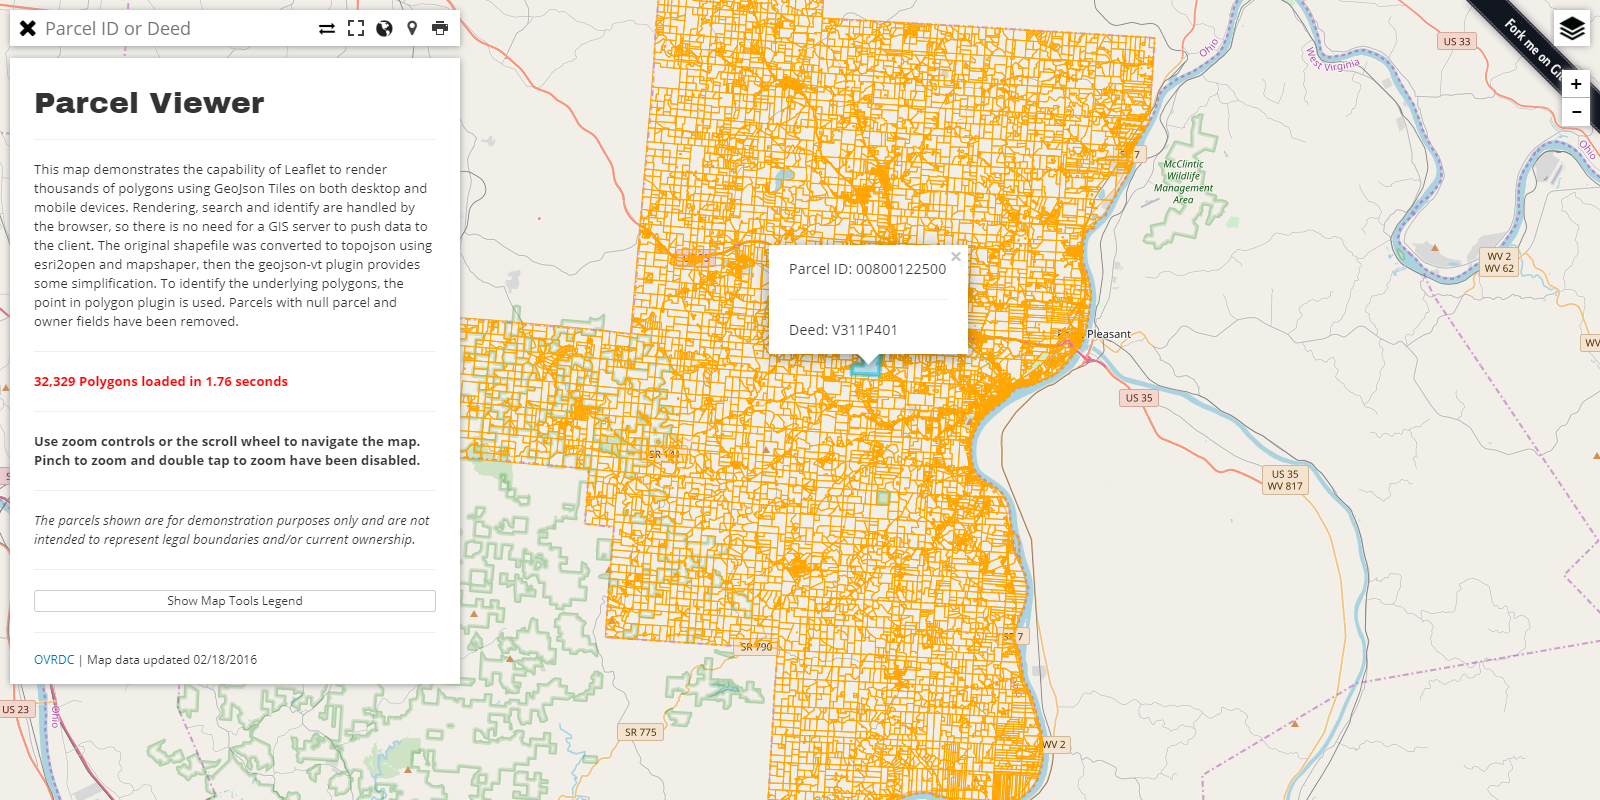 Parcel ID or Deed
Parcel Viewer
This map demonstrates the capability of Leaflet to render
thousands of polygons using GeoJson Tiles on both desktop and
mobile devices. Rendering, search and identify are handled by
the browser, so there is no need for a GIS server to push data to
the client. The original shapefile was converted to topojson using
esri2open and mapshaper, then the geojson-vt plugin provides
some simplification. To identify the underlying polygons, the
point in polygon plugin is used. Parcels with null parcel and
owner fields have been removed.
32,329 Polygons loaded in 1.76 seconds
Use zoom controls or the scroll wheel to navigate the map.
Pinch to zoom and double tap to zoom have been disabled.
The parcels shown are for demonstration purposes only and are not
intended to represent legal boundaries and/or current ownership.
Show Map Tools Legend
OVRDC | Map data updated 02/18/2016
Parcel ID: 00800122500
×
Deed: V311P401
Fork me on Gi
+
−
Ohio
West Virginia
US 33
Ohio
McClintic
Wildlife
Management
Area
7
WV 2
WV 62
WV
Pleasant
US 35
US 35
WV 817
SR 141
SR 7
SR 790
SR 775
WV 2
US 23
Ohio